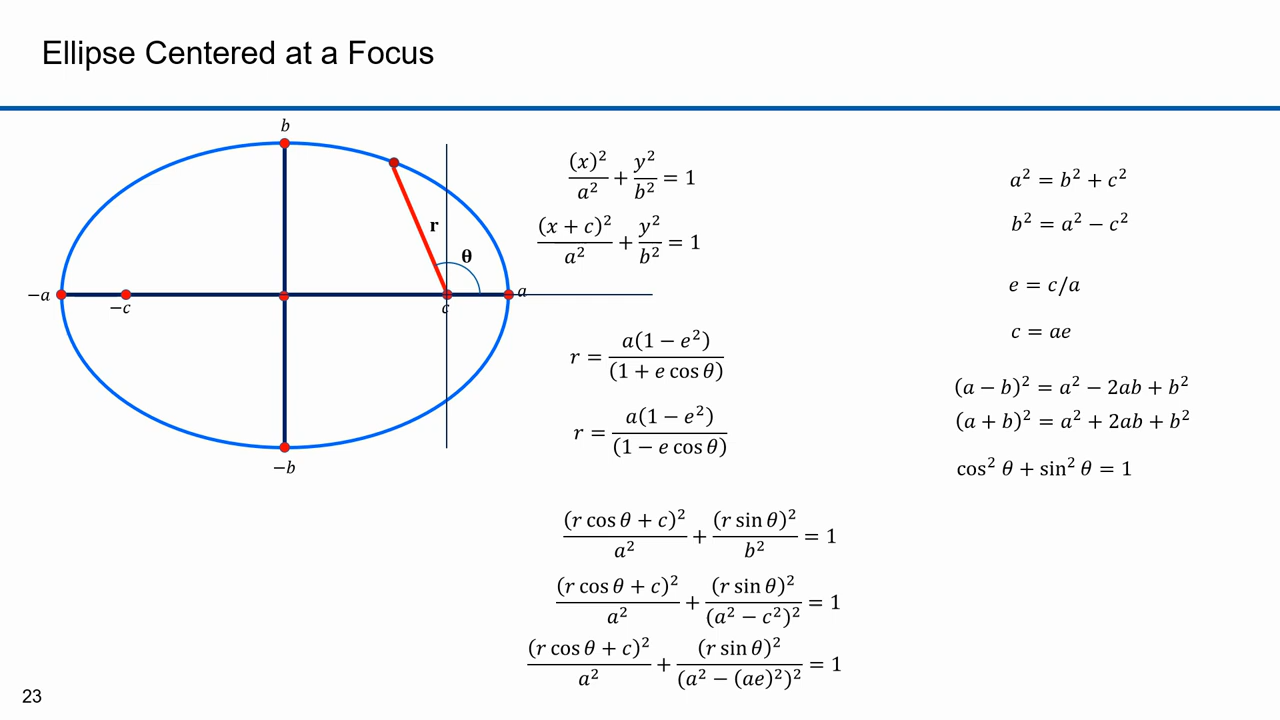 Ellipse Centered at a Focus
b
−a
−c
c
a
−b
r
θ
(x)²/a² + y²/b² = 1
(x + c)²/a² + y²/b² = 1
r = a(1 − e²)/(1 + e cos θ)
r = a(1 − e²)/(1 − e cos θ)
(r cos θ + c)²/a² + (r sin θ)²/b² = 1
(r cos θ + c)²/a² + (r sin θ)²/(a² − c²)² = 1
(r cos θ + c)²/a² + (r sin θ)²/(a² − (ae)²)² = 1
a² = b² + c²
b² = a² − c²
e = c/a
c = ae
(a − b)² = a² − 2ab + b²
(a + b)² = a² + 2ab + b²
cos² θ + sin² θ = 1
23